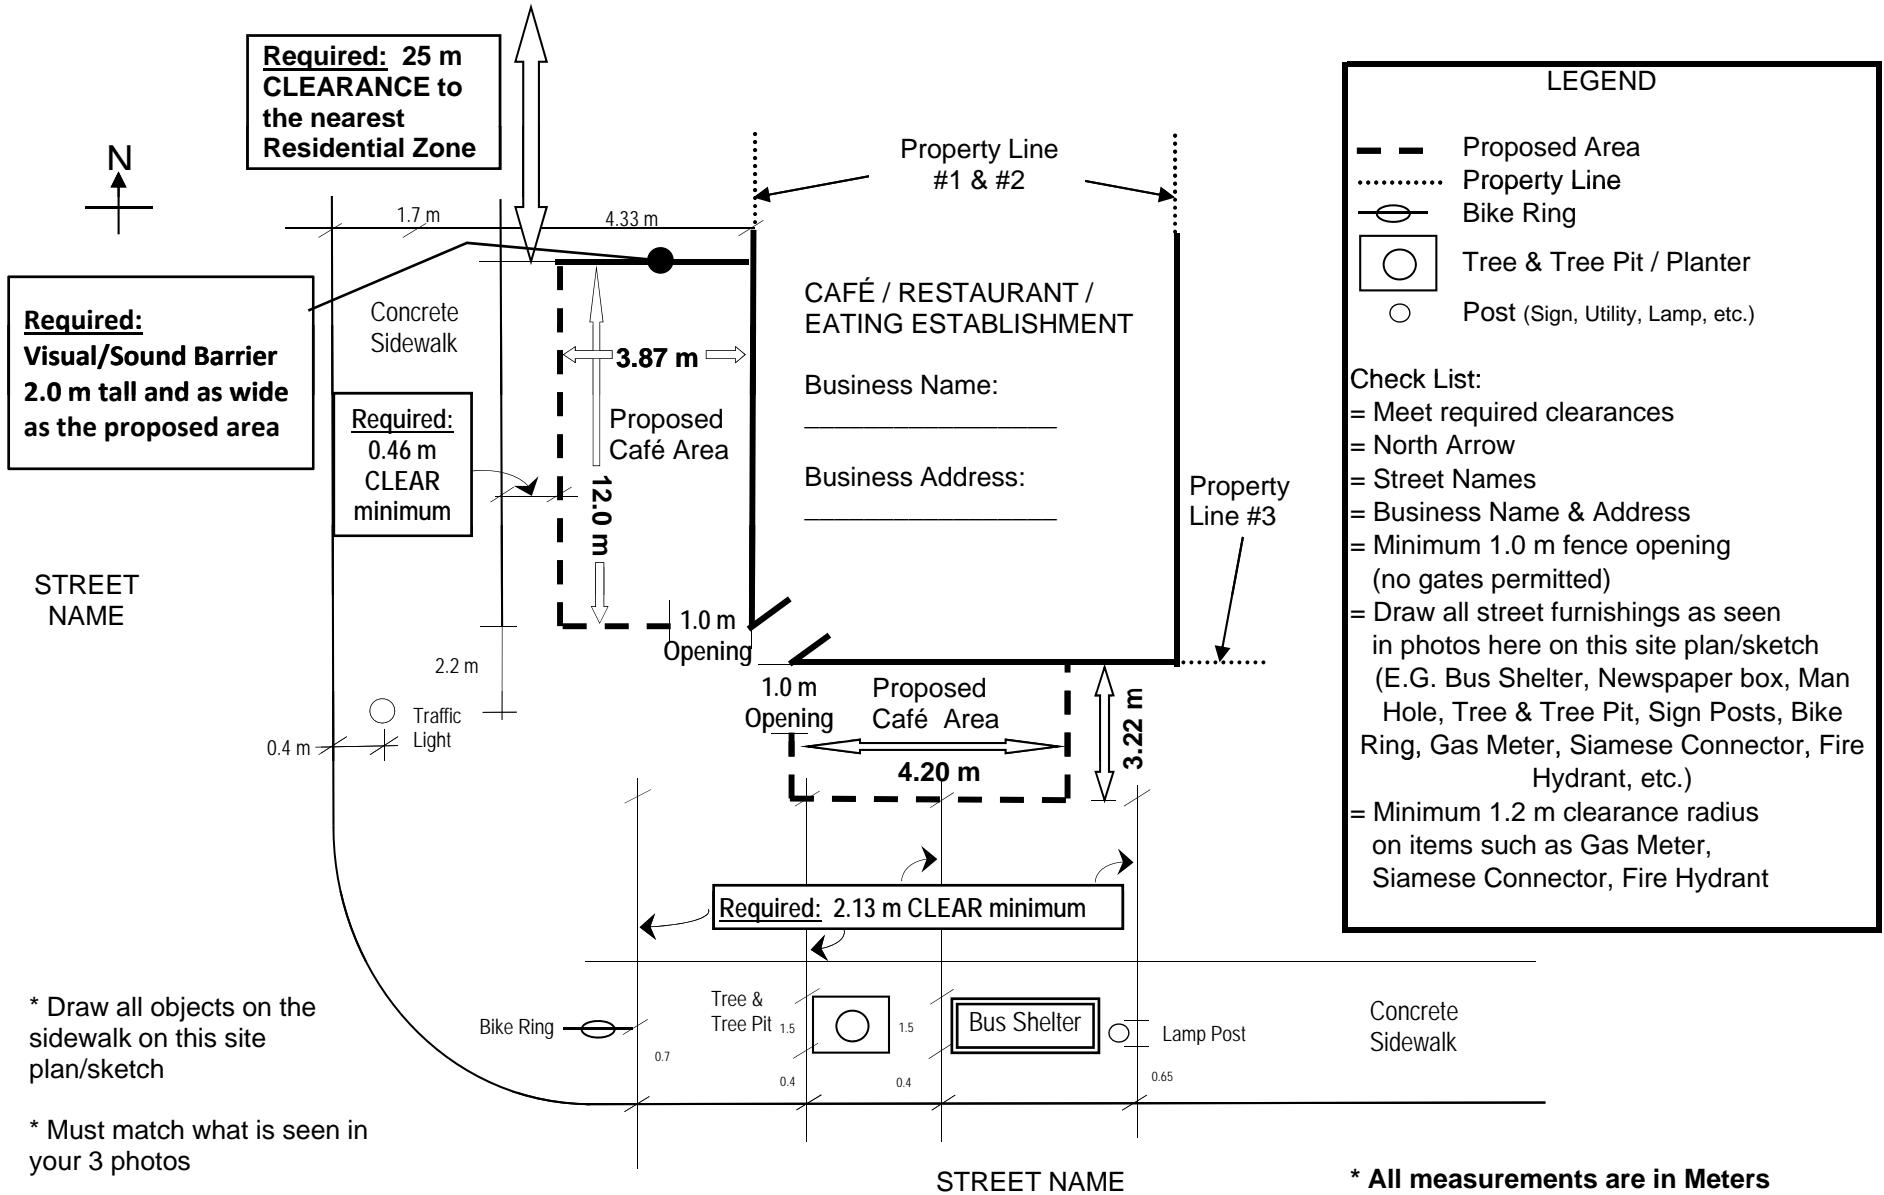 Required: 25 m
CLEARANCE to
the nearest
Residential Zone
N
1.7 m
4.33 m
Property Line
#1 & #2
Required:
Visual/Sound Barrier
2.0 m tall and as wide
as the proposed area
Concrete
Sidewalk
3.87 m
Required:
0.46 m
CLEAR
minimum
Proposed
Café Area
12.0 m
CAFÉ / RESTAURANT /
EATING ESTABLISHMENT
Business Name:
_________________
Business Address:
_________________
Property
Line #3
STREET
NAME
1.0 m
Opening
2.2 m
Traffic
Light
0.4 m
1.0 m
Opening
Proposed
Café Area
4.20 m
3.22 m
Required: 2.13 m CLEAR minimum
Bike Ring
0.7
Tree &
Tree Pit
1.5
1.5
0.4
0.4
Bus Shelter
Lamp Post
0.65
Concrete
Sidewalk
STREET NAME
* Draw all objects on the
sidewalk on this site
plan/sketch
* Must match what is seen in
your 3 photos
LEGEND
Proposed Area
Property Line
Bike Ring
Tree & Tree Pit / Planter
Post (Sign, Utility, Lamp, etc.)
Check List:
= Meet required clearances
= North Arrow
= Street Names
= Business Name & Address
= Minimum 1.0 m fence opening
(no gates permitted)
= Draw all street furnishings as seen
in photos here on this site plan/sketch
(E.G. Bus Shelter, Newspaper box, Man
Hole, Tree & Tree Pit, Sign Posts, Bike
Ring, Gas Meter, Siamese Connector, Fire
Hydrant, etc.)
= Minimum 1.2 m clearance radius
on items such as Gas Meter,
Siamese Connector, Fire Hydrant
* All measurements are in Meters